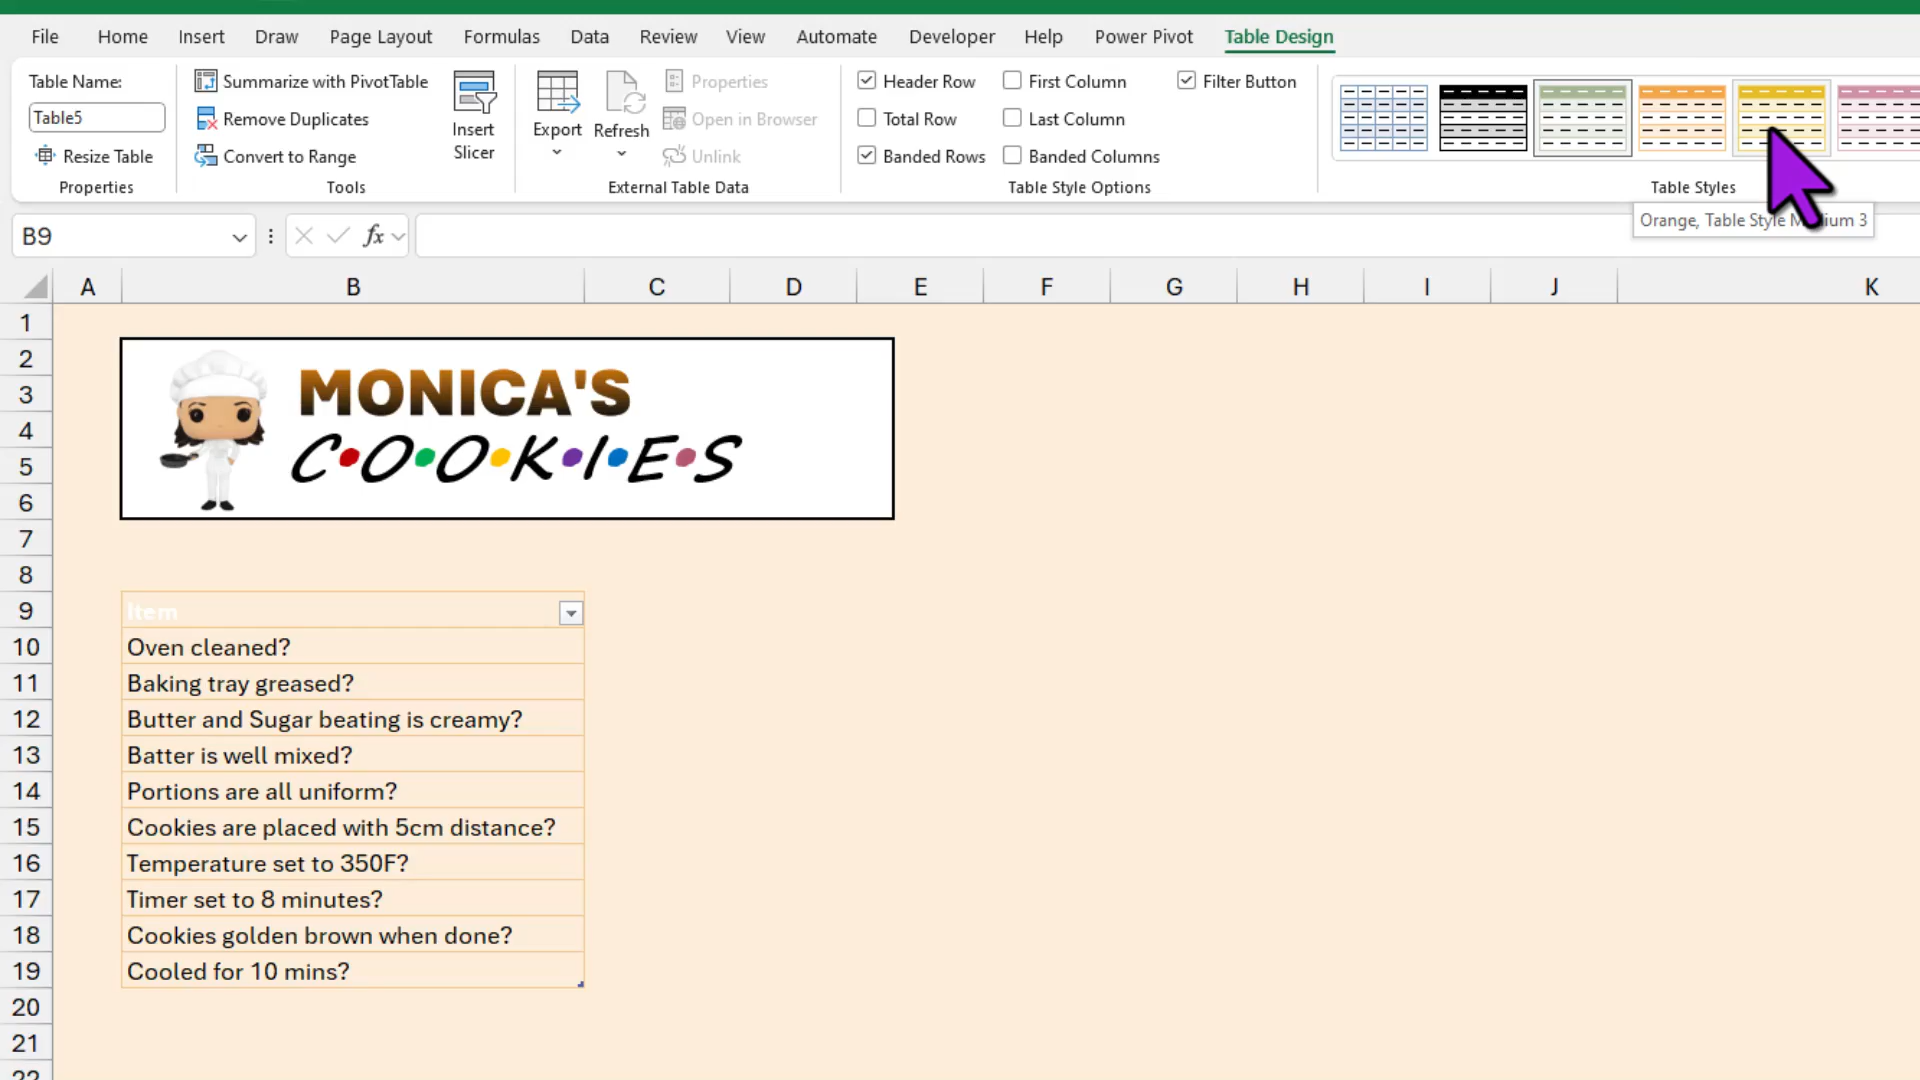 File Home Insert Draw Page Layout Formulas Data Review View Automate Developer Help Power Pivot Table Design
Table Name:
Table5
Resize Table
Properties
Summarize with PivotTable
Remove Duplicates
Convert to Range
Tools
Insert
Slicer
Export
Refresh
Properties
Open in Browser
Unlink
External Table Data
Header Row
Total Row
Banded Rows
First Column
Last Column
Banded Columns
Filter Button
Table Style Options
Table Styles
Orange, Table Style
3
B9
fx
A B C D E F G H I J K
1
2
3
MONICA'S
4
5
C•O•O•K•I•E•S
6
7
8
9 Item
10 Oven cleaned?
11 Baking tray greased?
12 Butter and Sugar beating is creamy?
13 Batter is well mixed?
14 Portions are all uniform?
15 Cookies are placed with 5cm distance?
16 Temperature set to 350F?
17 Timer set to 8 minutes?
18 Cookies golden brown when done?
19 Cooled for 10 mins?
20
21